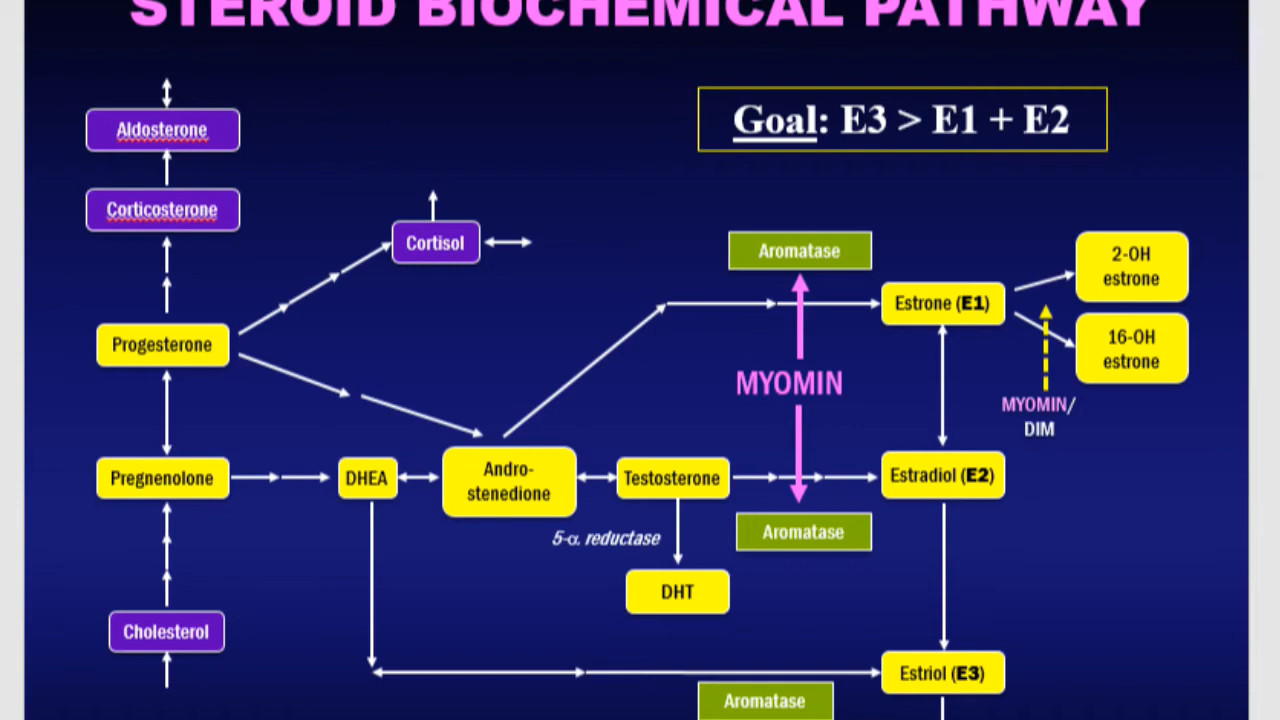 STEROID BIOCHEMICAL PATHWAY
Goal: E3 > E1 + E2
Aldosterone
Corticosterone
Cortisol
Aromatase
2-OH
estrone
Estrone (E1)
16-OH
estrone
Progesterone
MYOMIN
MYOMIN/
DIM
Pregnenolone
DHEA
Andro-
stenedione
Testosterone
Estradiol (E2)
5-α. reductase
Aromatase
DHT
Cholesterol
Estriol (E3)
Aromatase